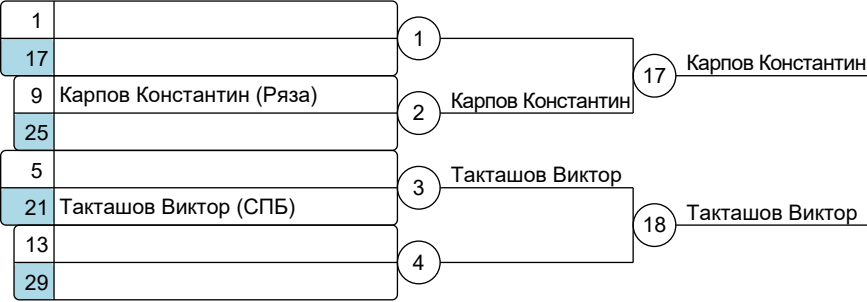 1
17
1
9 Карпов Константин (Ряза)
25
2
Карпов Константин
17
Карпов Константин
5
21 Такташов Виктор (СПБ)
3
Такташов Виктор
13
29
4
18
Такташов Виктор